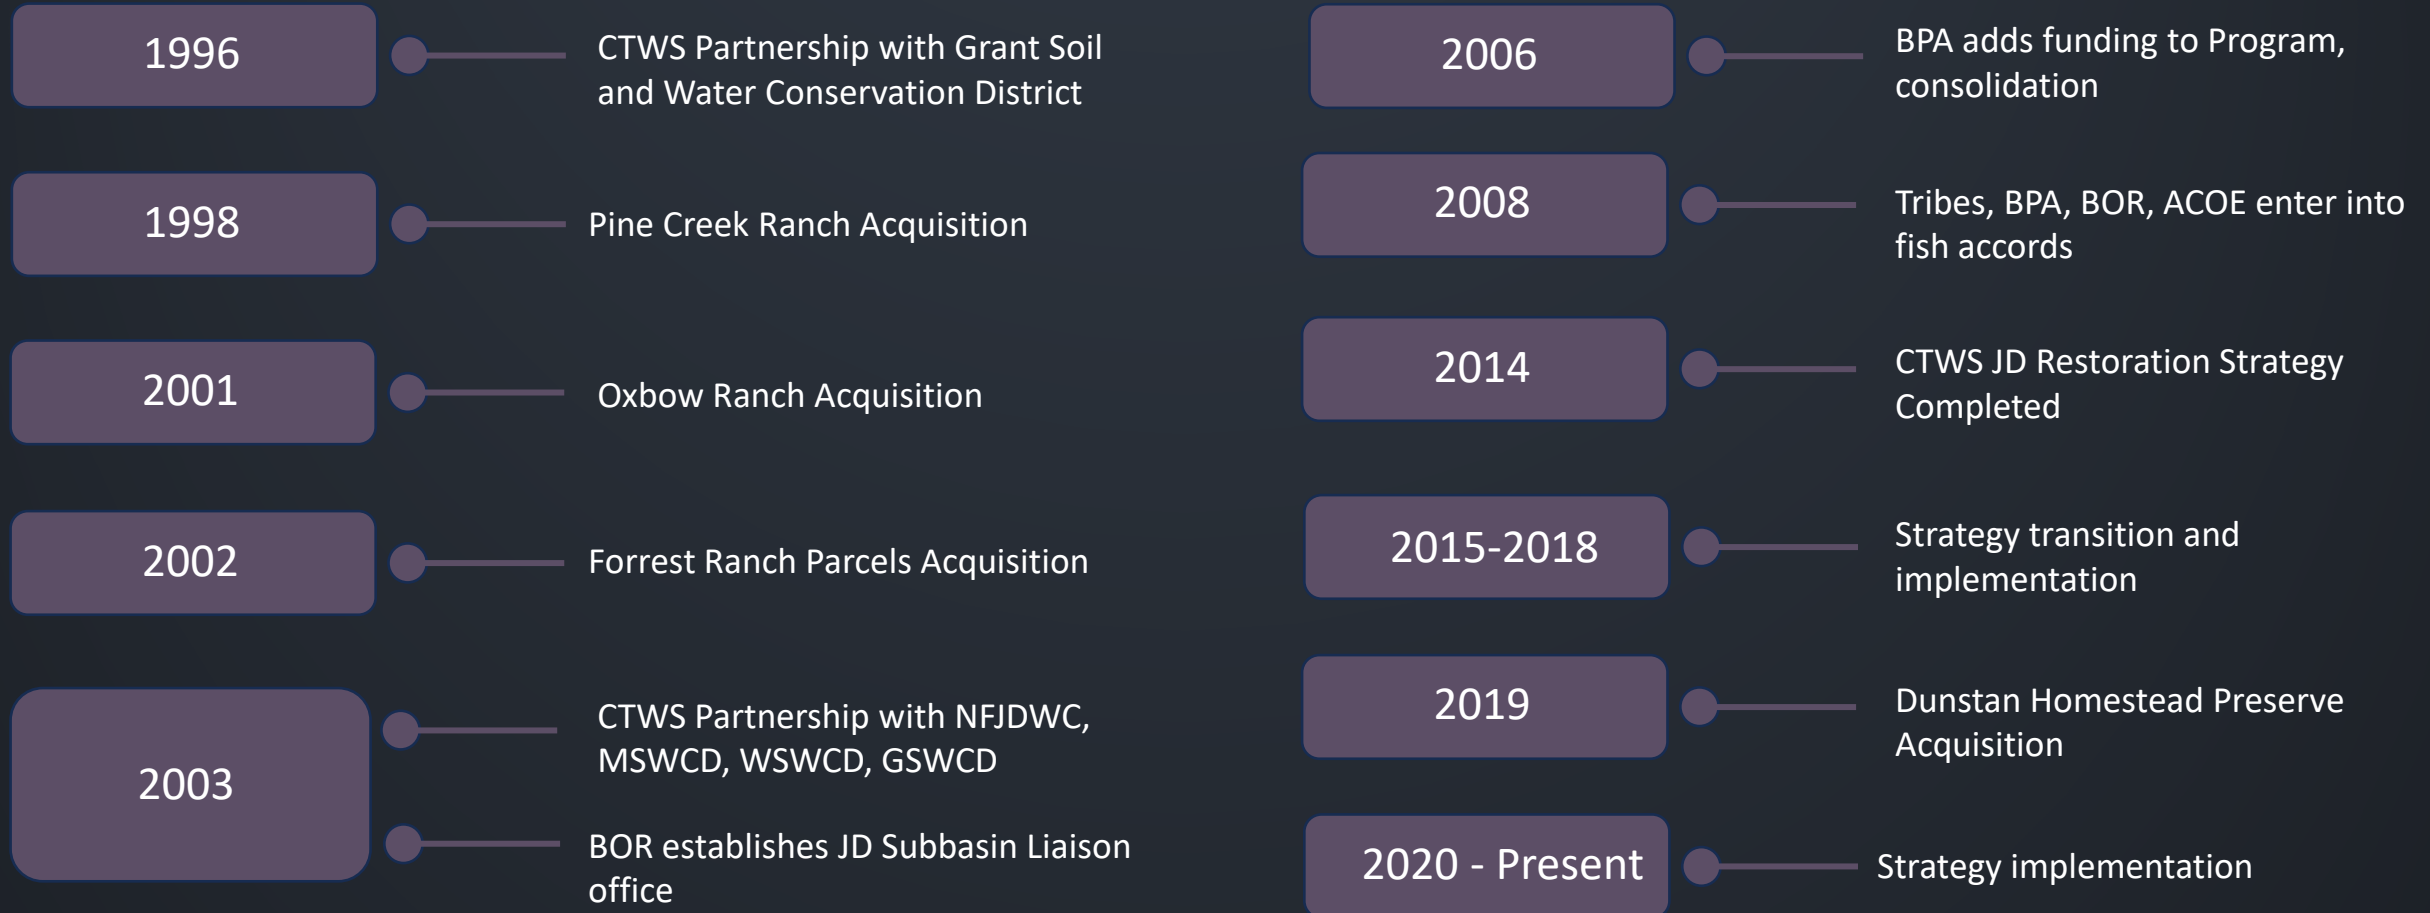 1996
CTWS Partnership with Grant Soil
and Water Conservation District
1998
Pine Creek Ranch Acquisition
2001
Oxbow Ranch Acquisition
2002
Forrest Ranch Parcels Acquisition
2003
CTWS Partnership with NFJDWC,
MSWCD, WSWCD, GSWCD
BOR establishes JD Subbasin Liaison
office
2006
BPA adds funding to Program,
consolidation
2008
Tribes, BPA, BOR, ACOE enter into
fish accords
2014
CTWS JD Restoration Strategy
Completed
2015-2018
Strategy transition and
implementation
2019
Dunstan Homestead Preserve
Acquisition
2020 - Present
Strategy implementation